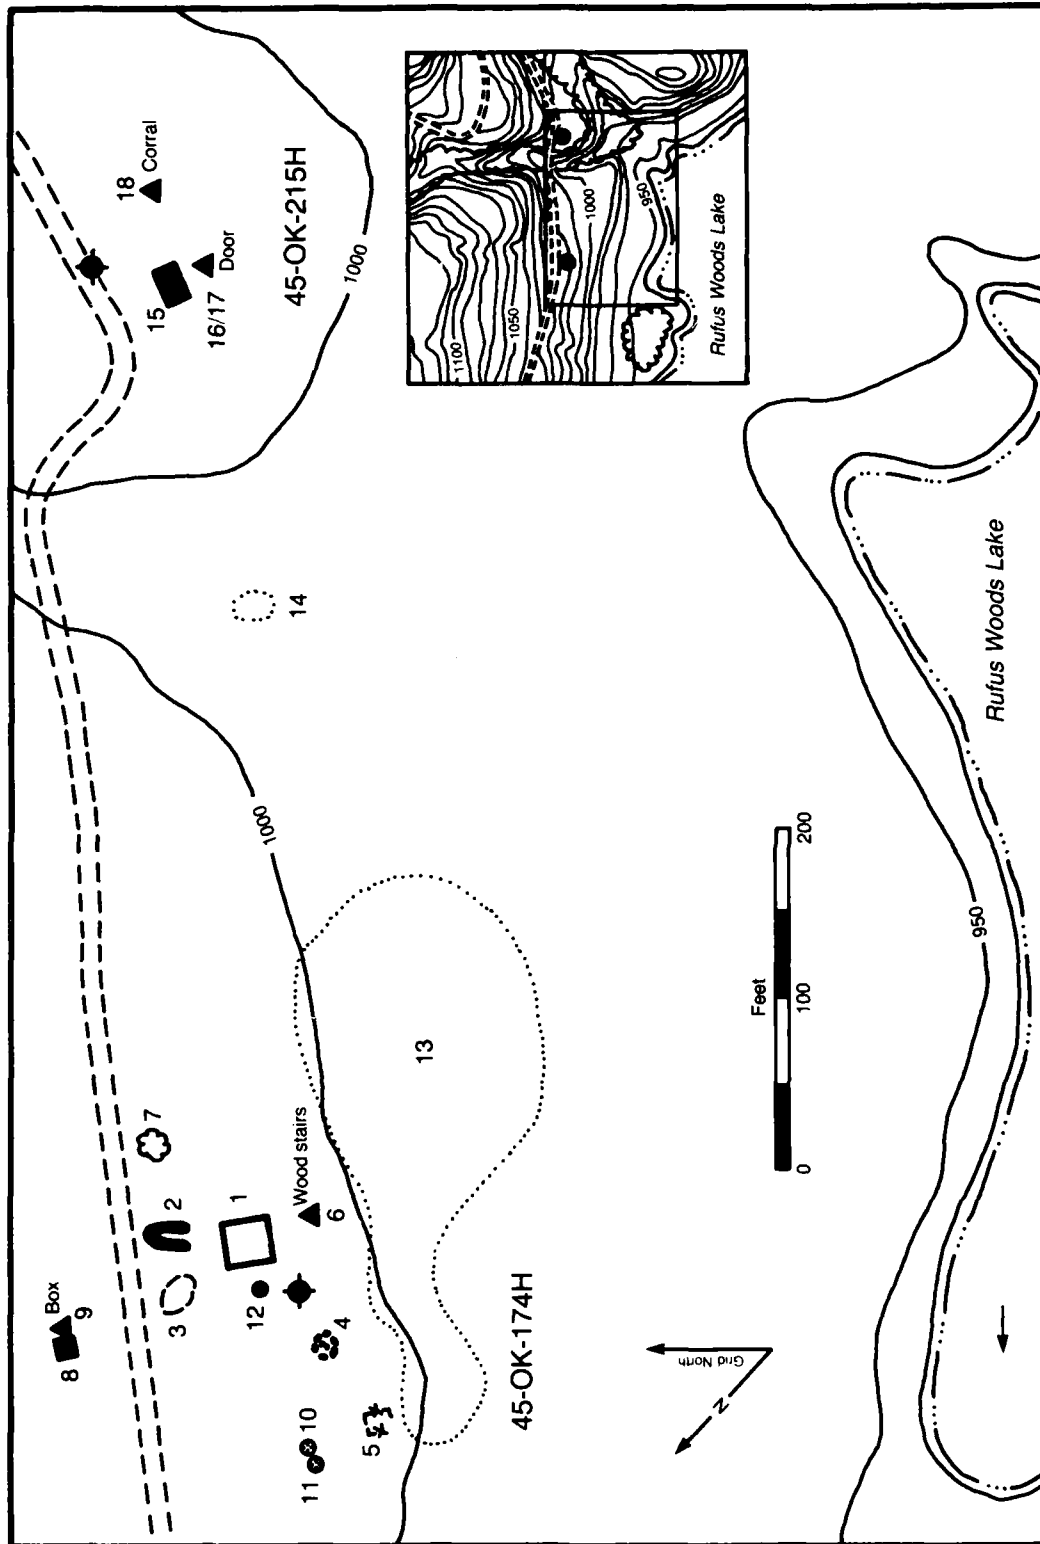 8
Box
9
3
2
7
1
12
Wood stairs
6
4
11
10
5
13
45-OK-174H
1000
14
15
16/17
Door
18
Corral
45-OK-215H
1000
1100
1050
1000
950
Rufus Woods Lake
Feet
0
100
200
Grid North
N
950
Rufus Woods Lake